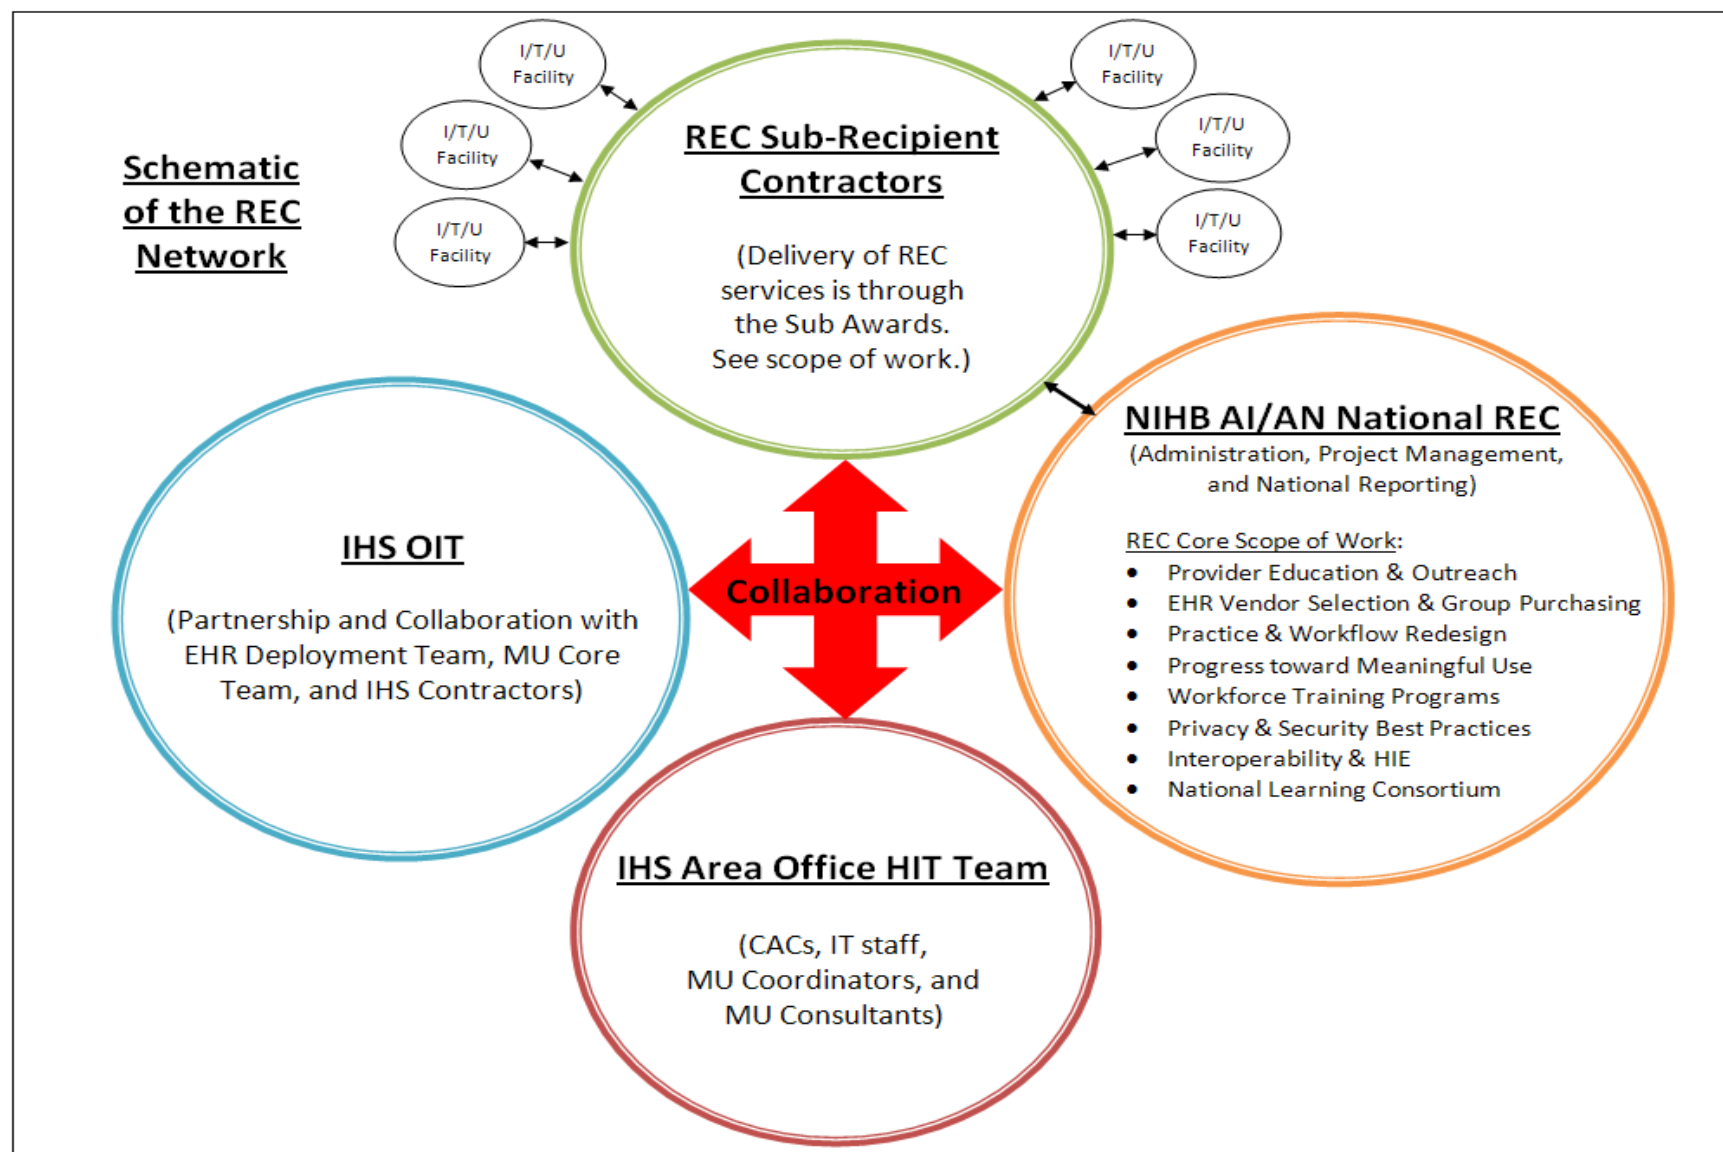 Schematic
of the REC
Network
I/T/U
Facility
I/T/U
Facility
I/T/U
Facility
I/T/U
Facility
I/T/U
Facility
I/T/U
Facility
REC Sub-Recipient
Contractors
(Delivery of REC
services is through
the Sub Awards.
See scope of work.)
NIHB AI/AN National REC
(Administration, Project Management,
and National Reporting)
REC Core Scope of Work:
• Provider Education & Outreach
• EHR Vendor Selection & Group Purchasing
• Practice & Workflow Redesign
• Progress toward Meaningful Use
• Workforce Training Programs
• Privacy & Security Best Practices
• Interoperability & HIE
• National Learning Consortium
IHS OIT
(Partnership and Collaboration with
EHR Deployment Team, MU Core
Team, and IHS Contractors)
Collaboration
IHS Area Office HIT Team
(CACs, IT staff,
MU Coordinators, and
MU Consultants)